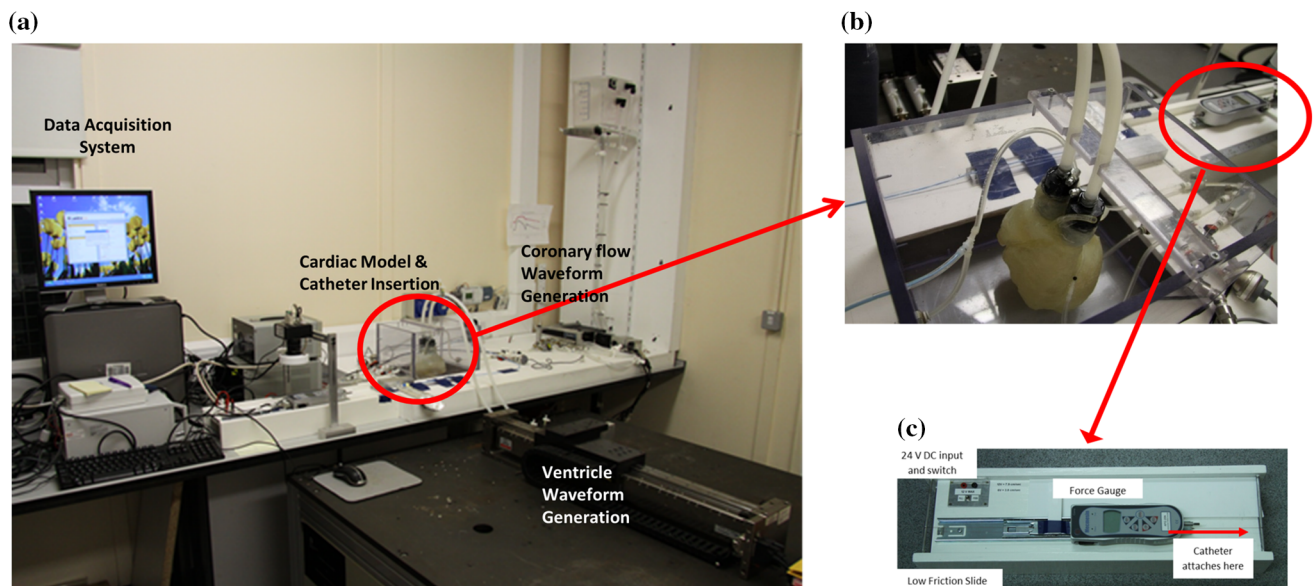 (a)
Data Acquisition
System
Cardiac Model &
Catheter Insertion
Coronary flow
Waveform
Generation
Ventricle
Waveform
Generation
(b)
(c)
24 V DC input
and switch
Force Gauge
Catheter
attaches here
Low Friction Slide